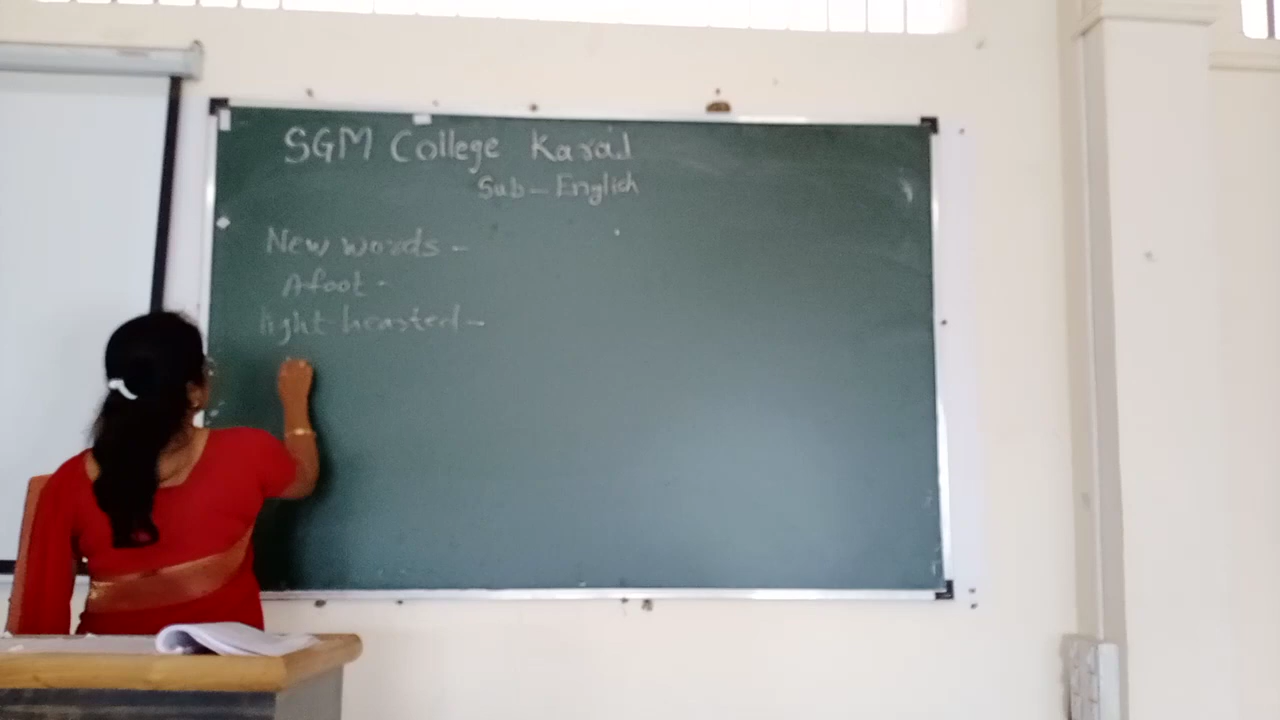 SGM College Karad
Sub - English
New words -
Afoot -
light hearted -